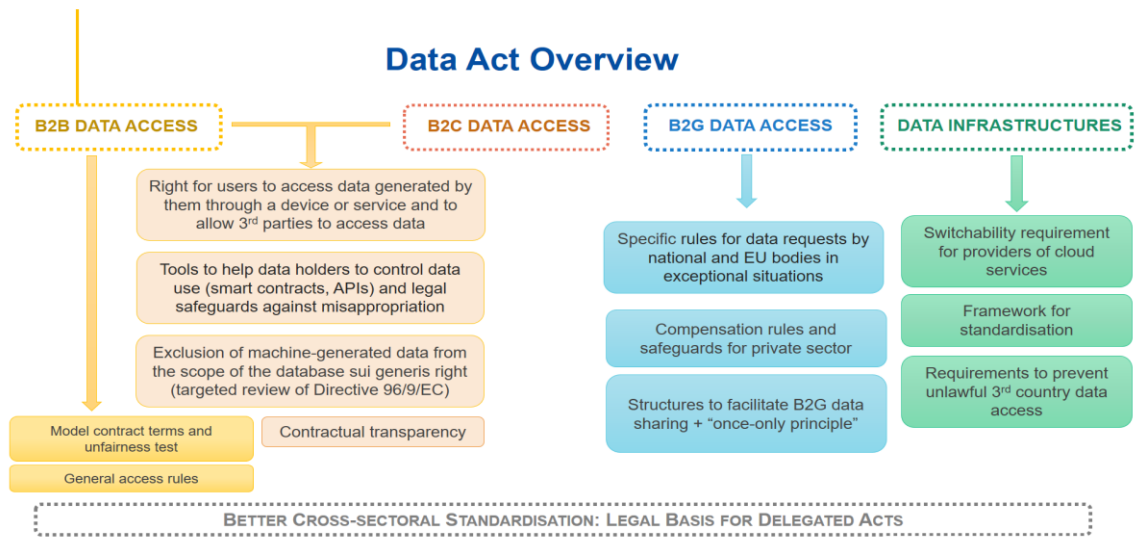 Data Act Overview
B2B DATA ACCESS
B2C DATA ACCESS
B2G DATA ACCESS
DATA INFRASTRUCTURES
Right for users to access data generated by
them through a device or service and to
allow 3rd parties to access data
Tools to help data holders to control data
use (smart contracts, APIs) and legal
safeguards against misappropriation
Exclusion of machine-generated data from
the scope of the database sui generis right
(targeted review of Directive 96/9/EC)
Model contract terms and
unfairness test
General access rules
Contractual transparency
Specific rules for data requests by
national and EU bodies in
exceptional situations
Compensation rules and
safeguards for private sector
Structures to facilitate B2G data
sharing + “once-only principle”
Switchability requirement
for providers of cloud
services
Framework for
standardisation
Requirements to prevent
unlawful 3rd country data
access
BETTER CROSS-SECTORAL STANDARDISATION: LEGAL BASIS FOR DELEGATED ACTS